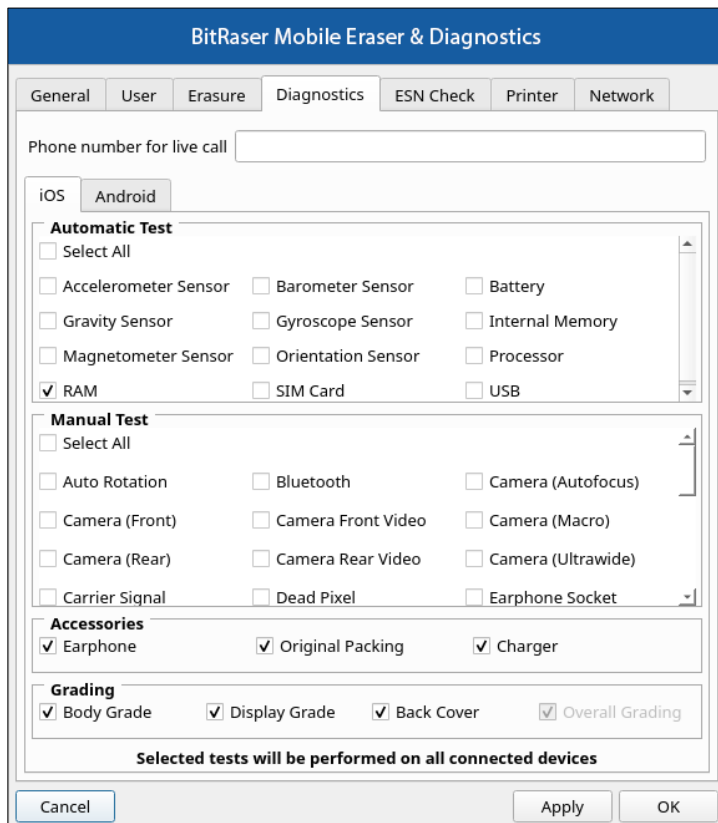 BitRaser Mobile Eraser & Diagnostics
General User Erasure Diagnostics ESN Check Printer Network
Phone number for live call
iOS Android
Automatic Test
Select All
Accelerometer Sensor Barometer Sensor Battery
Gravity Sensor Gyroscope Sensor Internal Memory
Magnetometer Sensor Orientation Sensor Processor
RAM SIM Card USB
Manual Test
Select All
Auto Rotation Bluetooth Camera (Autofocus)
Camera (Front) Camera Front Video Camera (Macro)
Camera (Rear) Camera Rear Video Camera (Ultrawide)
Carrier Signal Dead Pixel Earphone Socket
Accessories
Earphone Original Packing Charger
Grading
Body Grade Display Grade Back Cover Overall Grading
Selected tests will be performed on all connected devices
Cancel Apply OK